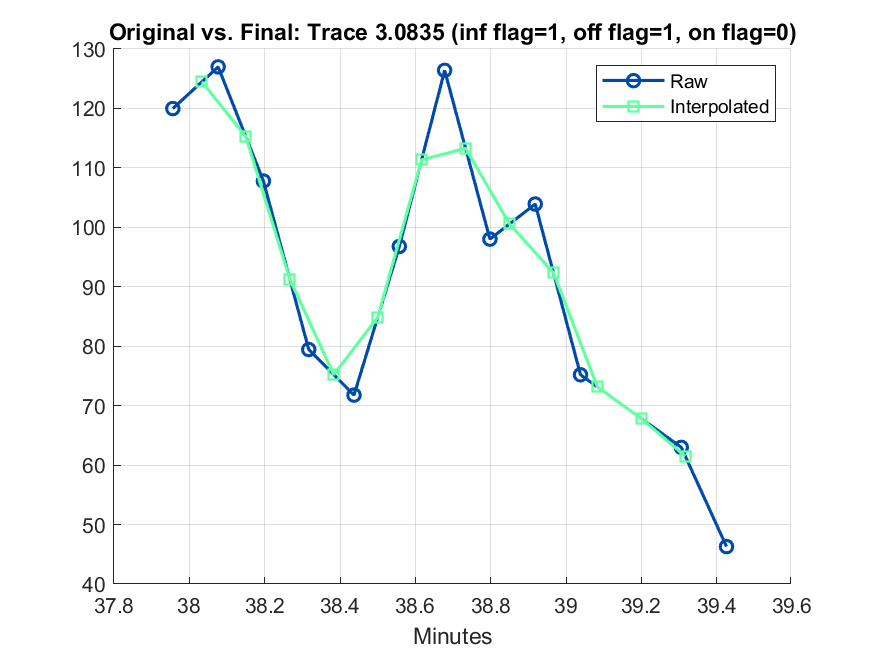 Original vs. Final: Trace 3.0835 (inf flag=1, off flag=1, on flag=0)
130
120
110
100
90
80
70
60
50
40
Raw
Interpolated
37.8 38 38.2 38.4 38.6 38.8 39 39.2 39.4 39.6
Minutes